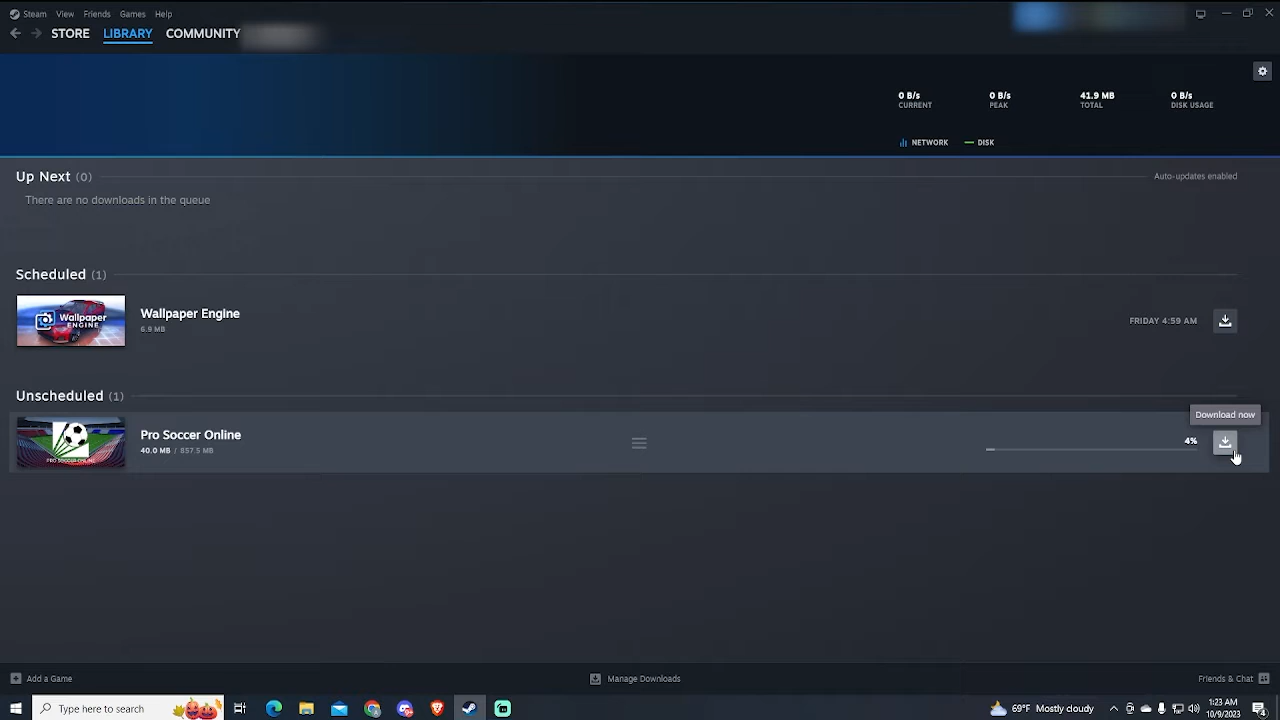 Steam View Friends Games Help
STORE LIBRARY COMMUNITY
0 B/s 0 B/s 41.9 MB 0 B/s
CURRENT PEAK TOTAL DISK USAGE
NETWORK DISK
Up Next (0) Auto-updates enabled
There are no downloads in the queue
Scheduled (1)
Wallpaper ENGINE
Wallpaper Engine
6.9 MB
FRIDAY 4:59 AM
Unscheduled (1)
Download now
PRO SOCCER ONLINE
Pro Soccer Online
40.0 MB / 857.5 MB
4%
Add a Game Manage Downloads Friends & Chat
Type here to search 69°F Mostly cloudy 1:23 AM
10/9/2023